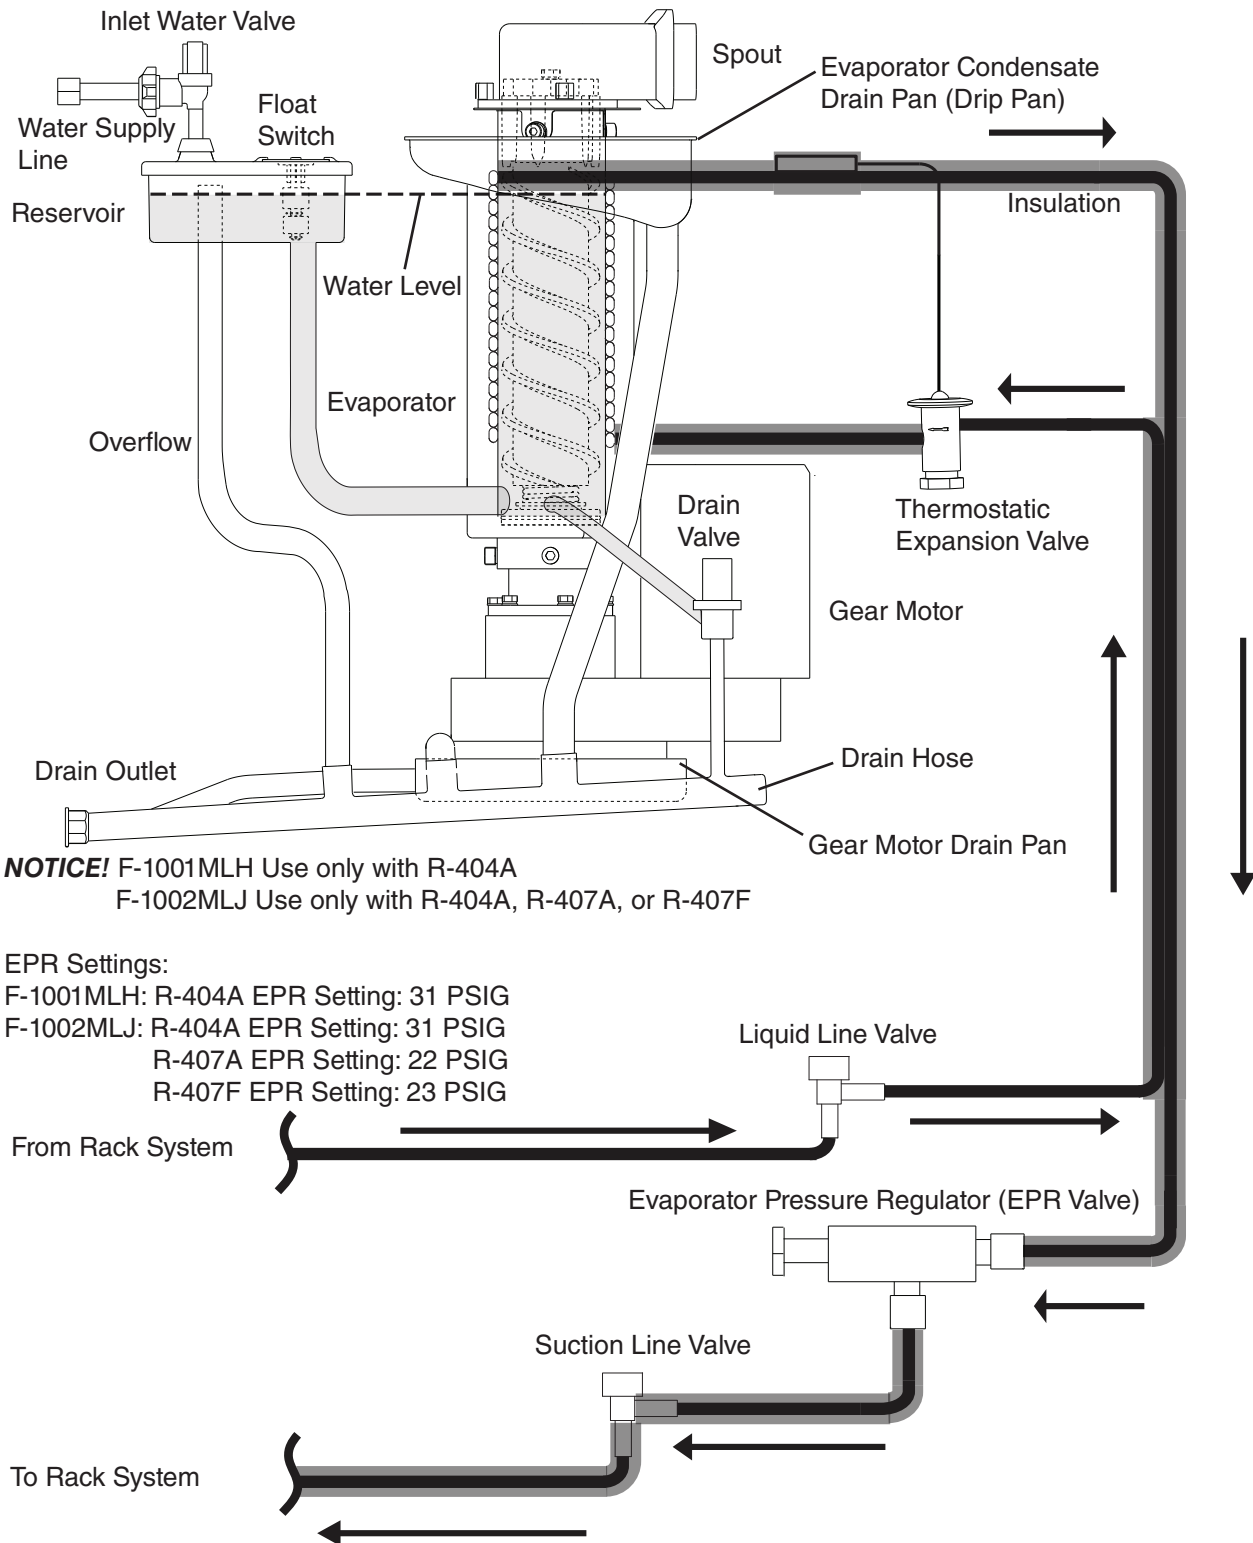 Inlet Water Valve
Spout
Evaporator Condensate
Drain Pan (Drip Pan)
Float
Switch
Water Supply
Line
Reservoir
Insulation
Water Level
Evaporator
Overflow
Drain
Valve
Thermostatic
Expansion Valve
Gear Motor
Drain Outlet
Drain Hose
Gear Motor Drain Pan
NOTICE! F-1001MLH Use only with R-404A
F-1002MLJ Use only with R-404A, R-407A, or R-407F
EPR Settings:
F-1001MLH: R-404A EPR Setting: 31 PSIG
F-1002MLJ: R-404A EPR Setting: 31 PSIG
R-407A EPR Setting: 22 PSIG
R-407F EPR Setting: 23 PSIG
Liquid Line Valve
From Rack System
Evaporator Pressure Regulator (EPR Valve)
Suction Line Valve
To Rack System